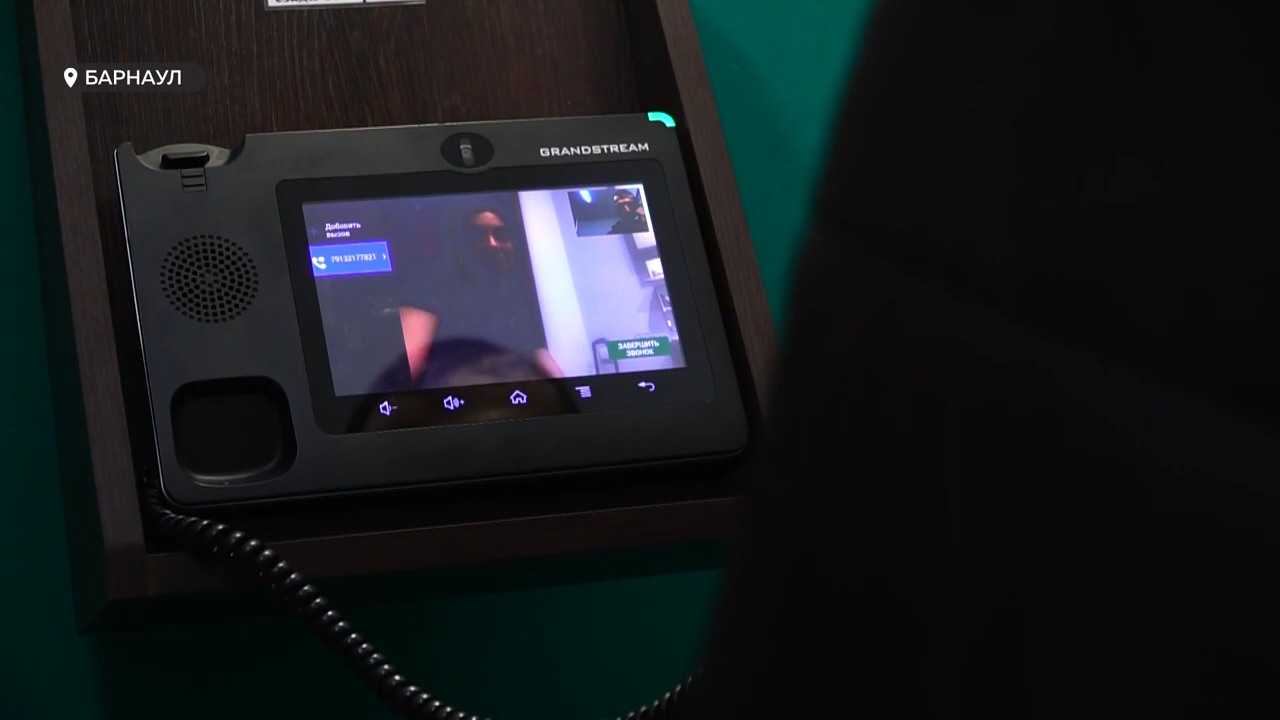 БАРНАУЛ
GRANDSTREAM
Добавить
вызов
79132177821
ЗАВЕРШИТЬ
ЗВОНОК